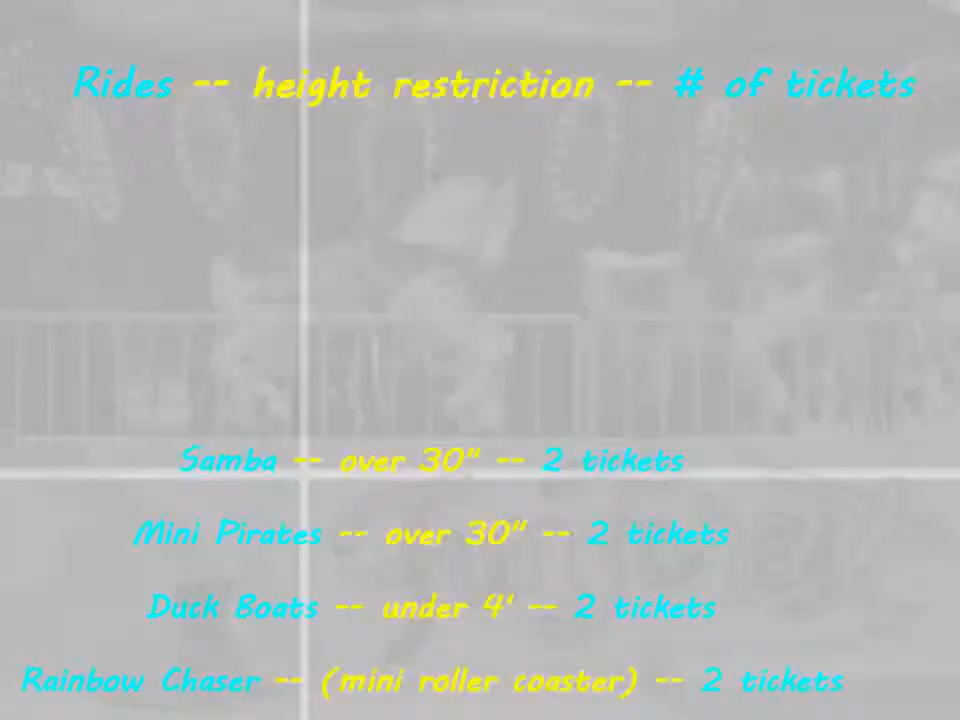 Rides -- height restriction -- # of tickets
Samba -- over 30" -- 2 tickets
Mini Pirates -- over 30" -- 2 tickets
Duck Boats -- under 4' -- 2 tickets
Rainbow Chaser -- (mini roller coaster) -- 2 tickets